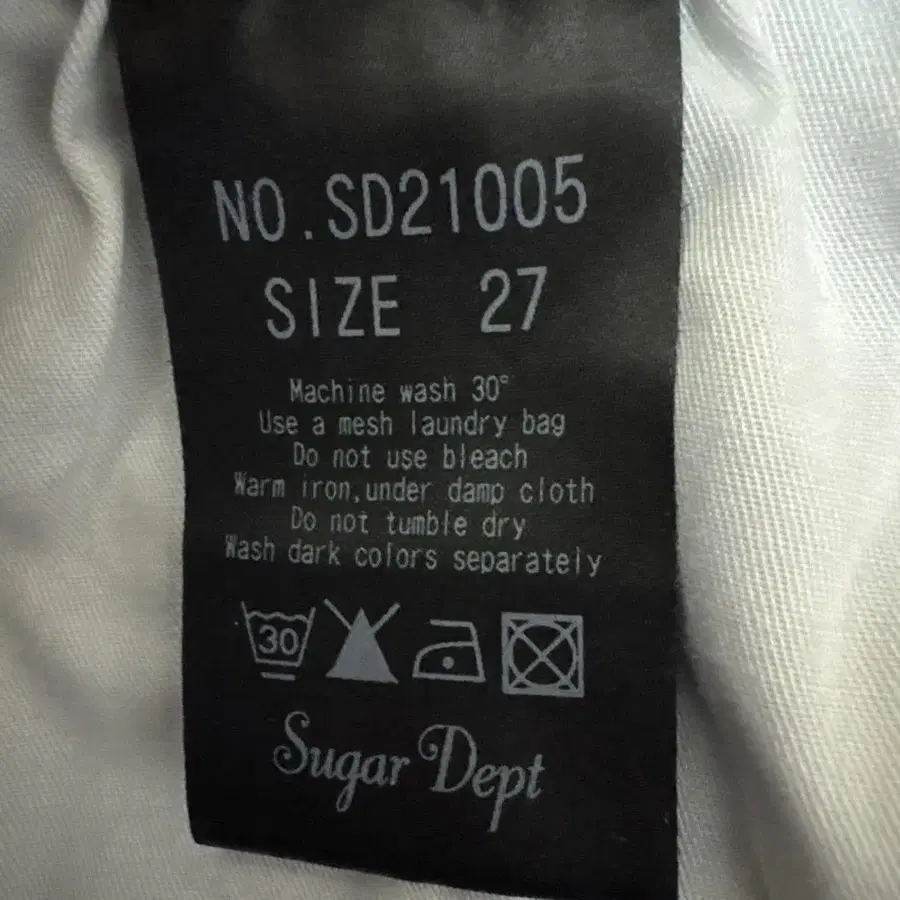 NO.SD21005
SIZE 27
Machine wash 30°
Use a mesh laundry bag
Do not use bleach
Warm iron,under damp cloth
Do not tumble dry
Wash dark colors separately
30
Sugar Dept